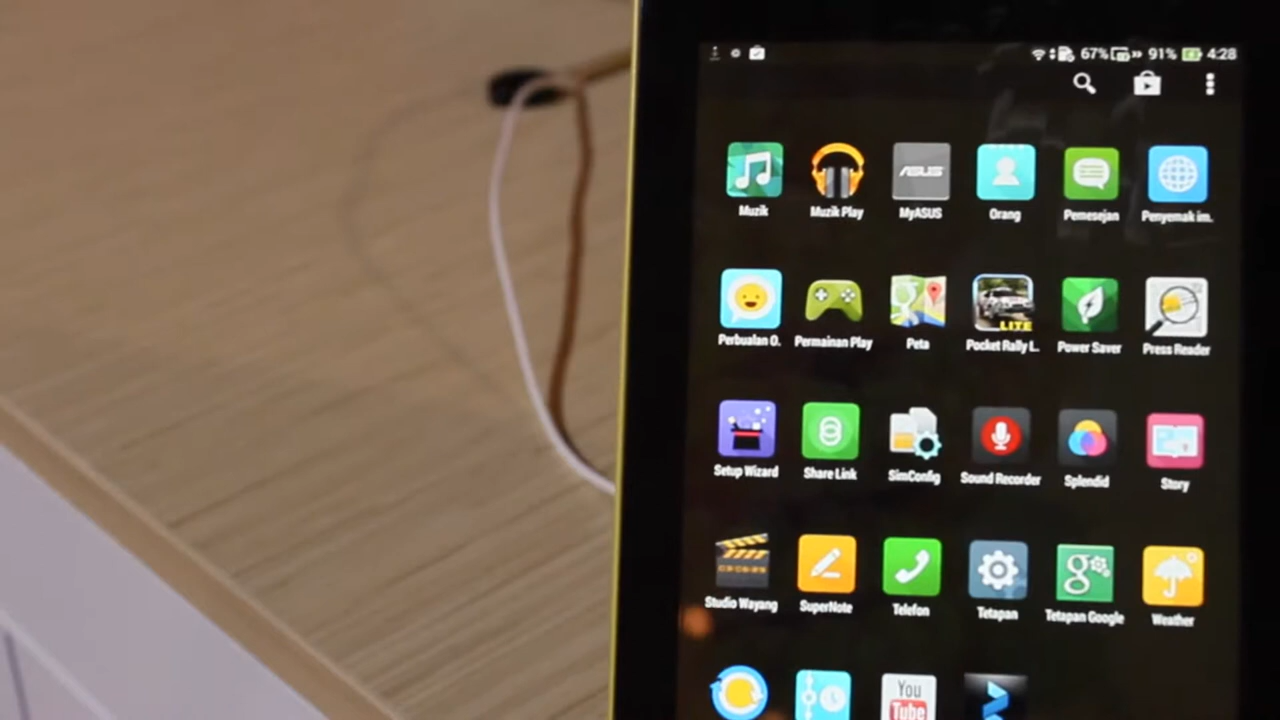 67% 91% 4:28
ASUS
Muzik Muzik Play MyASUS Orang Pemesejan Penyemak im.
LITE
Perbualan O. Permainan Play Peta Pocket Rally L. Power Saver Press Reader
Setup Wizard Share Link SimConfig Sound Recorder Splendid Story
g
Studio Wayang SuperNote Telefon Tetapan Tetapan Google Weather
You
Tube